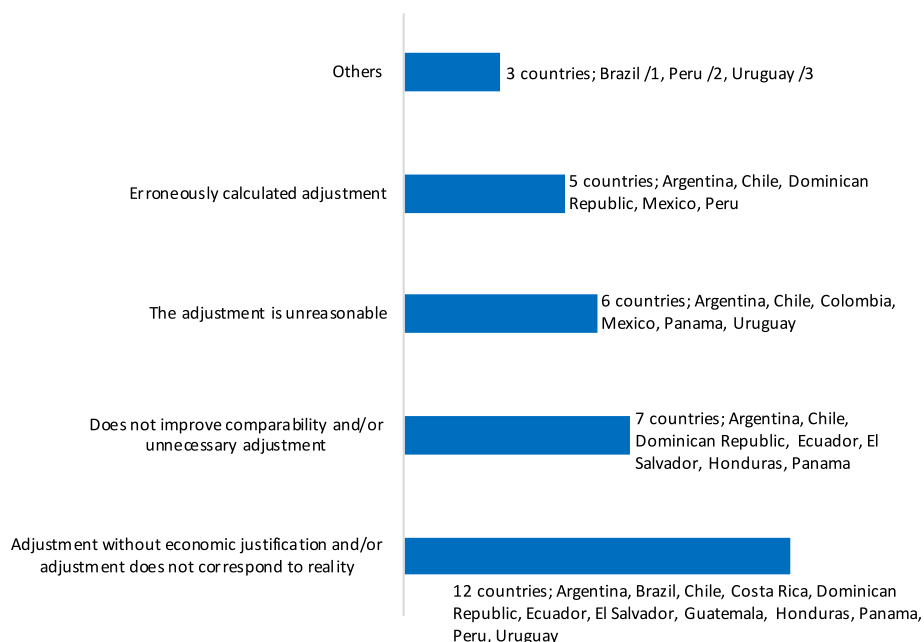 Others
3 countries; Brazil /1, Peru /2, Uruguay /3
Erroneously calculated adjustment
5 countries; Argentina, Chile, Dominican
Republic, Mexico, Peru
The adjustment is unreasonable
6 countries; Argentina, Chile, Colombia,
Mexico, Panama, Uruguay
Does not improve comparability and/or
unnecessary adjustment
7 countries; Argentina, Chile,
Dominican Republic, Ecuador, El
Salvador, Honduras, Panama
Adjustment without economic justification and/or
adjustment does not correspond to reality
12 countries; Argentina, Brazil, Chile, Costa Rica, Dominican
Republic, Ecuador, El Salvador, Guatemala, Honduras, Panama,
Peru, Uruguay